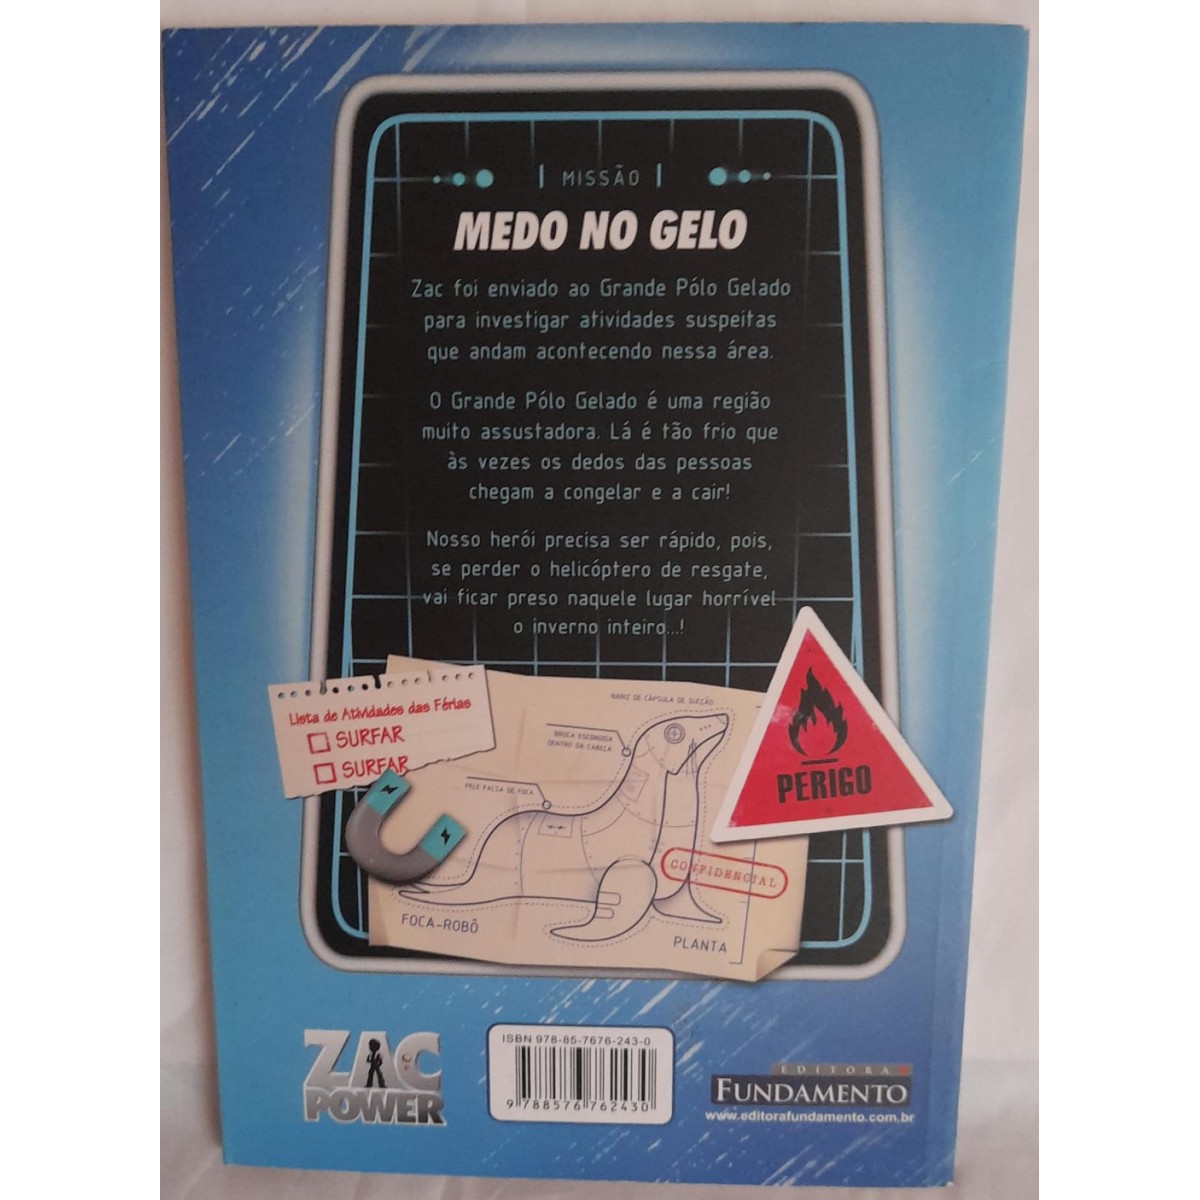 MISSÃO
MEDO NO GELO
Zac foi enviado ao Grande Pólo Gelado
para investigar atividades suspeitas
que andam acontecendo nessa área.
O Grande Pólo Gelado é uma região
muito assustadora. Lá é tão frio que
às vezes os dedos das pessoas
chegam a congelar e a cair!
Nosso herói precisa ser rápido, pois,
se perder o helicóptero de resgate,
vai ficar preso naquele lugar horrível
o inverno inteiro...!
Lista de Atividades das Férias
SURFAR
SURFAR
NARIZ DE CÁPSULA DE SUCÇÃO
BROCA ESCONDIDA
DENTRO DA CABEÇA
PELE FALSA DE FOCA
PERIGO
CONFIDENCIAL
FOCA-ROBÔ
PLANTA
ZAC
POWER
ISBN 978-85-7676-243-0
9 788576 762430
EDITORA
FUNDAMENTO
www.editorafundamento.com.br